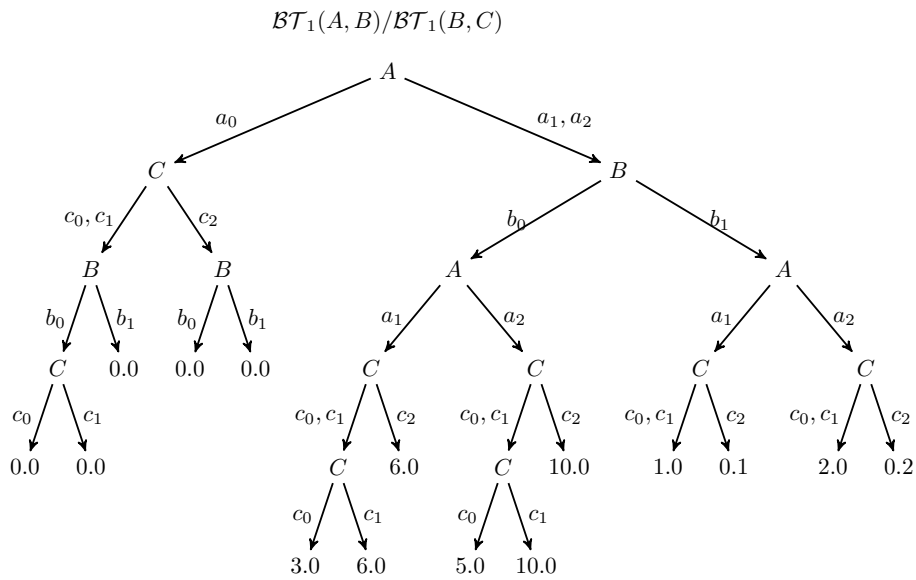 BT₁(A, B)/BT₁(B, C)
A
a₀ a₁, a₂
C B
c₀, c₁ c₂ b₀ b₁
B B A A
b₀ b₁ b₀ b₁ a₁ a₂ a₁ a₂
C 0.0 0.0 0.0 C C C C
c₀ c₁ c₀, c₁ c₂ c₀, c₁ c₂ c₀, c₁ c₂ c₀, c₁ c₂
0.0 0.0 C 6.0 C 10.0 1.0 0.1 2.0 0.2
c₀ c₁ c₀ c₁
3.0 6.0 5.0 10.0